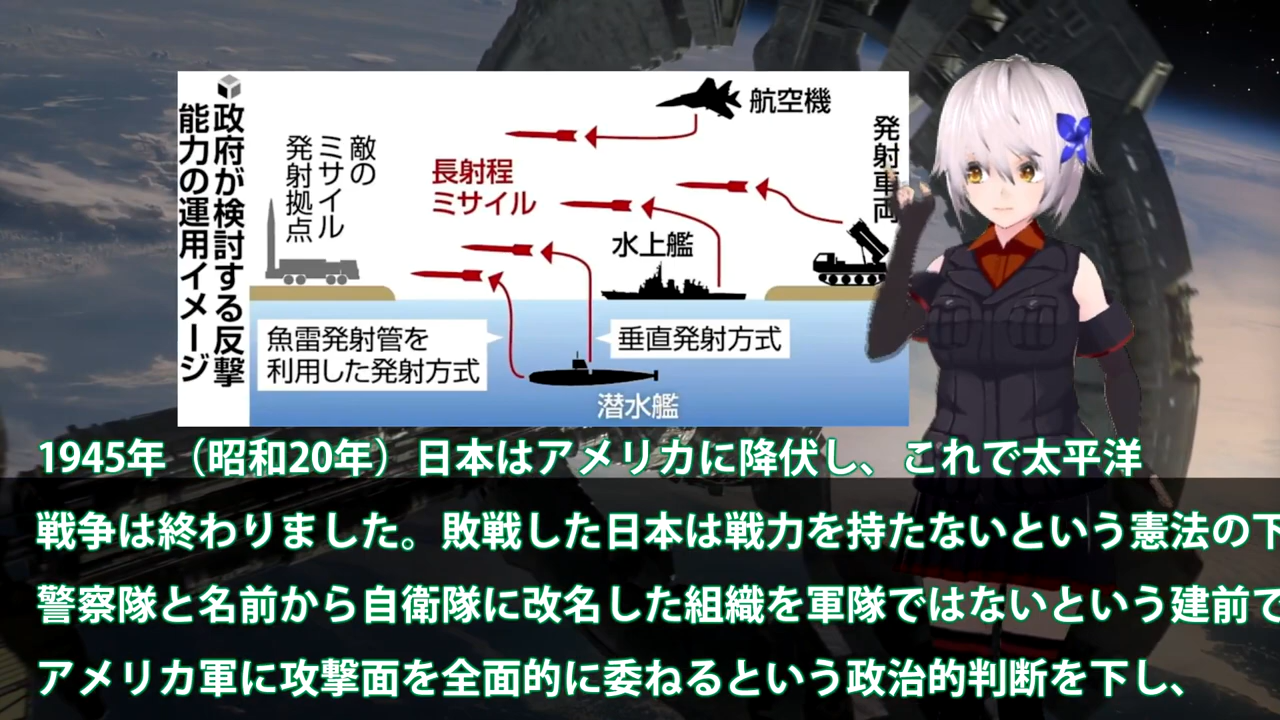 政府が検討する反撃
能力の運用イメージ
敵の
ミサイル
発射拠点
長射程
ミサイル
航空機
発射車両
水上艦
魚雷発射管を
利用した発射方式
垂直発射方式
潜水艦
1945年（昭和20年）日本はアメリカに降伏し、これで太平洋
戦争は終わりました。敗戦した日本は戦力を持たないという憲法の下
警察隊と名前から自衛隊に改名した組織を軍隊ではないという建前で
アメリカ軍に攻撃面を全面的に委ねるという政治的判断を下し、